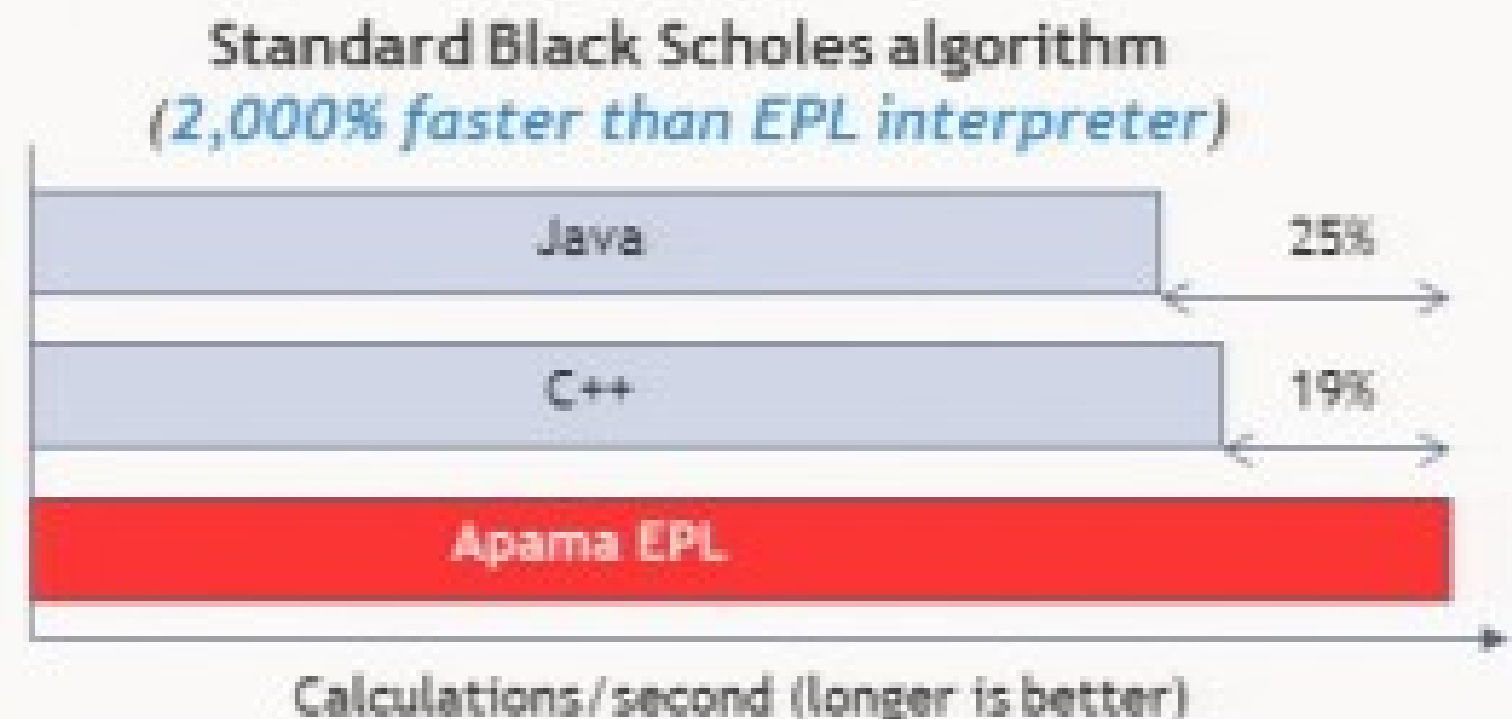 Standard Black Scholes algorithm
(2,000% faster than EPL interpreter)
Java
25%
C++
19%
Apama EPL
Calculations/second (longer is better)